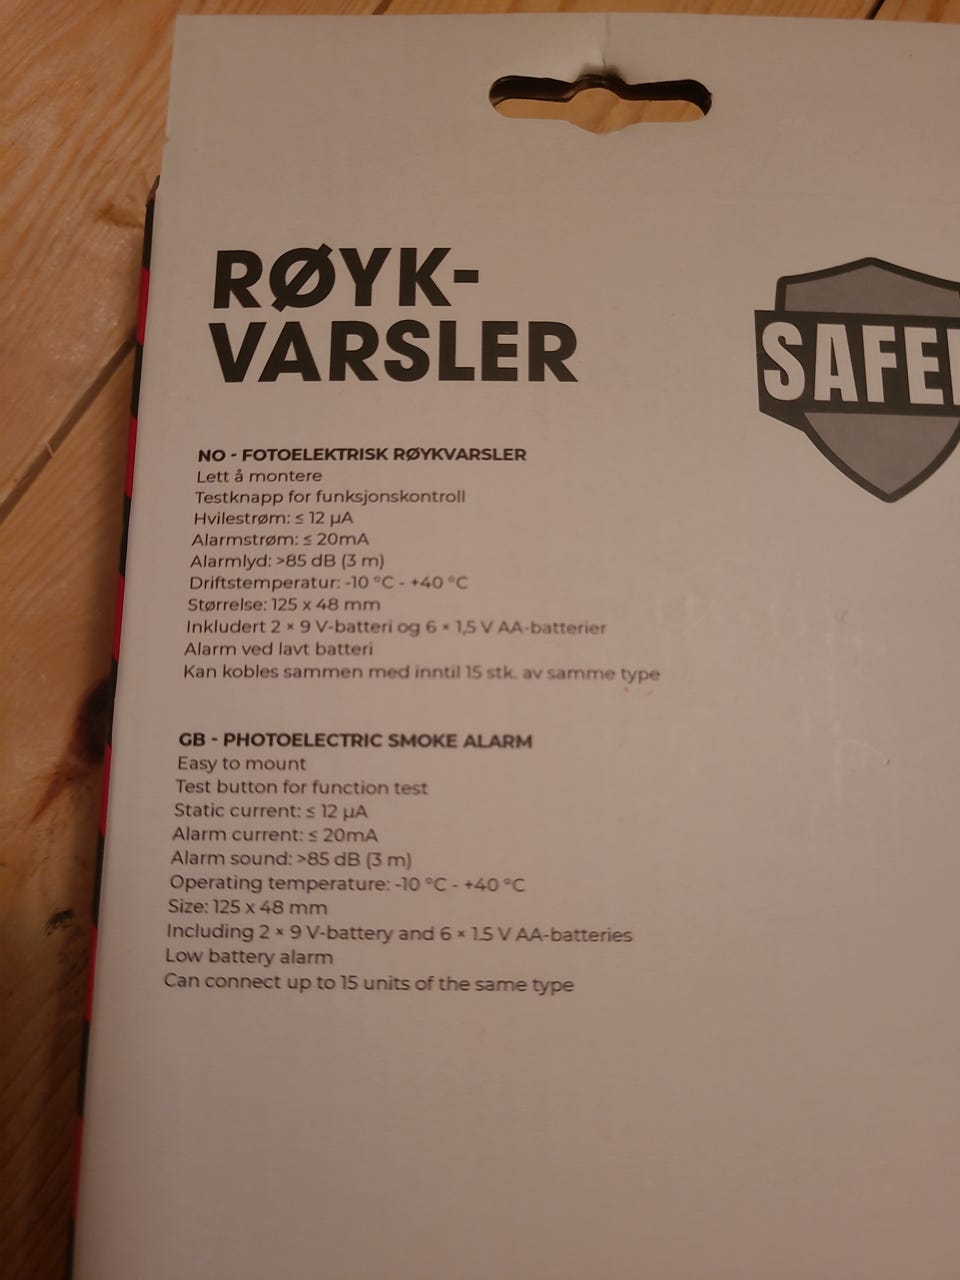 RØYK-
VARSLER
NO - FOTOELEKTRISK RØYKVARSLER
Lett å montere
Testknapp for funksjonskontroll
Hvilestrøm: ≤ 12 µA
Alarmstrøm: ≤ 20mA
Alarmlyd: >85 dB (3 m)
Driftstemperatur: -10 °C - +40 °C
Størrelse: 125 x 48 mm
Inkludert 2 × 9 V-batteri og 6 × 1,5 V AA-batterier
Alarm ved lavt batteri
Kan kobles sammen med inntil 15 stk. av samme type
GB - PHOTOELECTRIC SMOKE ALARM
Easy to mount
Test button for function test
Static current: ≤ 12 µA
Alarm current: ≤ 20mA
Alarm sound: >85 dB (3 m)
Operating temperature: -10 °C - +40 °C
Size: 125 x 48 mm
Including 2 × 9 V-battery and 6 × 1.5 V AA-batteries
Low battery alarm
Can connect up to 15 units of the same type